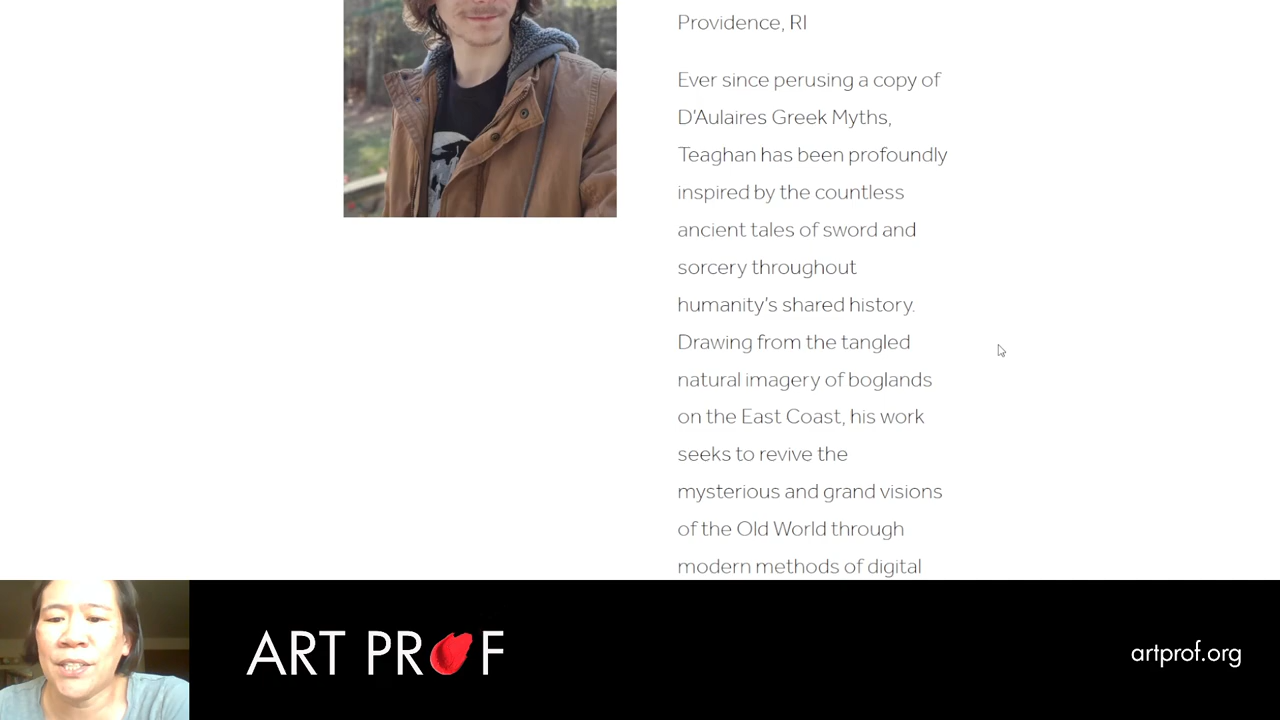 Providence, RI
Ever since perusing a copy of
D'Aulaires Greek Myths,
Teaghan has been profoundly
inspired by the countless
ancient tales of sword and
sorcery throughout
humanity's shared history.
Drawing from the tangled
natural imagery of boglands
on the East Coast, his work
seeks to revive the
mysterious and grand visions
of the Old World through
modern methods of digital
ART PROF
artprof.org